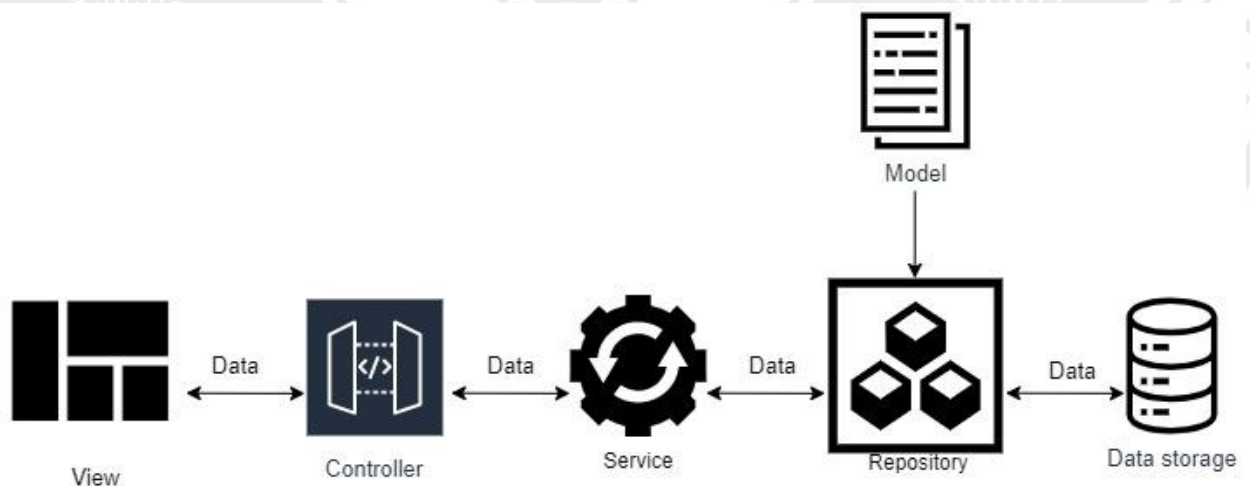 Model
Data
Data
Data
Data
View
Controller
Service
Repository
Data storage